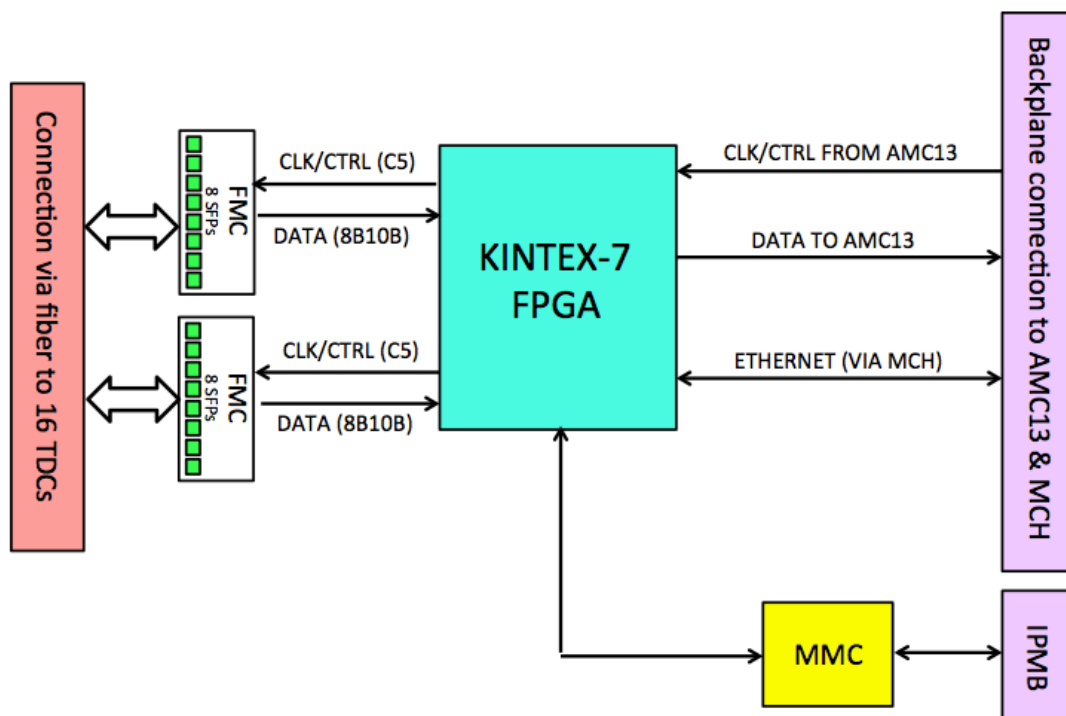 Connection via fiber to 16 TDCs
FMC
8 SFPs
CLK/CTRL (C5)
DATA (8B10B)
FMC
8 SFPs
CLK/CTRL (C5)
DATA (8B10B)
KINTEX-7
FPGA
CLK/CTRL FROM AMC13
DATA TO AMC13
ETHERNET (VIA MCH)
Backplane connection to AMC13 & MCH
MMC
IPMB